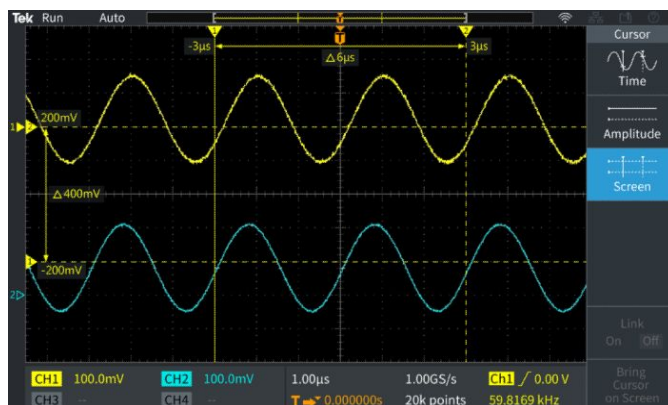 Tek Run Auto
Cursor
-3μs
3μs
Δ6μs
Time
200mV
Amplitude
Δ400mV
Screen
-200mV
Link
On Off
CH1 100.0mV CH2 100.0mV 1.00μs 1.00GS/s Ch1 0.00 V
CH3 -- CH4 -- T 0.000000s 20k points 59.8169 kHz
Bring
Cursor
on Screen